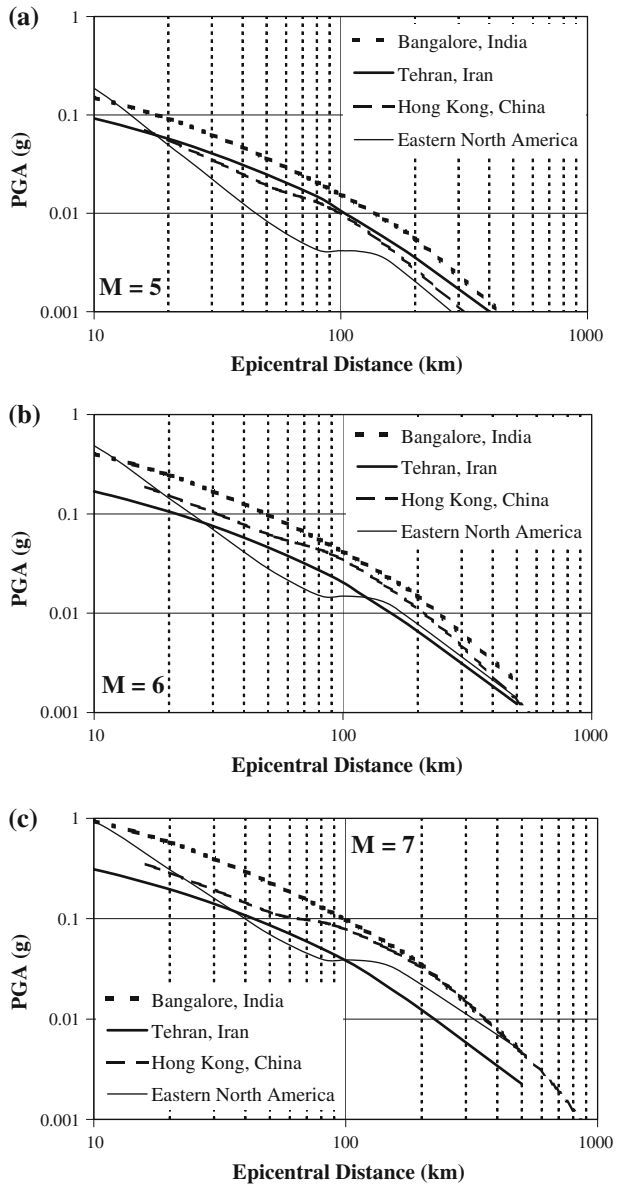 (a)
1
0.1
0.01
0.001
PGA (g)
Bangalore, India
Tehran, Iran
Hong Kong, China
Eastern North America
M = 5
10 100 1000
Epicentral Distance (km)
(b)
1
0.1
0.01
0.001
PGA (g)
Bangalore, India
Tehran, Iran
Hong Kong, China
Eastern North America
M = 6
10 100 1000
Epicentral Distance (km)
(c)
1
0.1
0.01
0.001
PGA (g)
M = 7
Bangalore, India
Tehran, Iran
Hong Kong, China
Eastern North America
10 100 1000
Epicentral Distance (km)